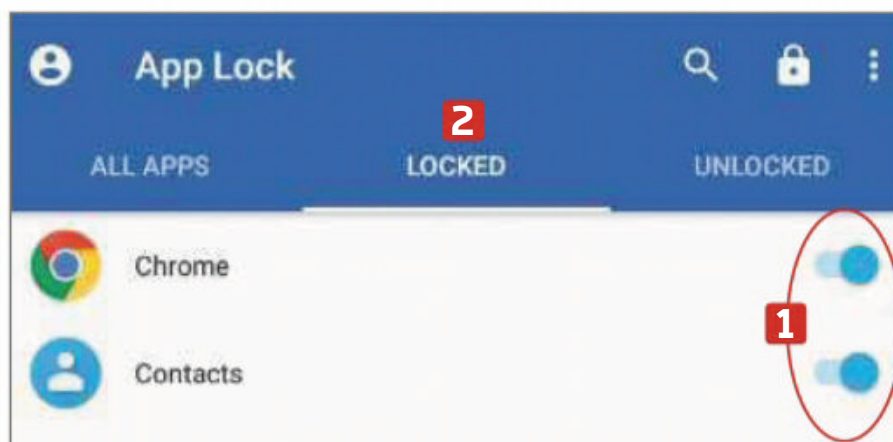 App Lock
2
ALL APPS LOCKED UNLOCKED
Chrome
1
Contacts